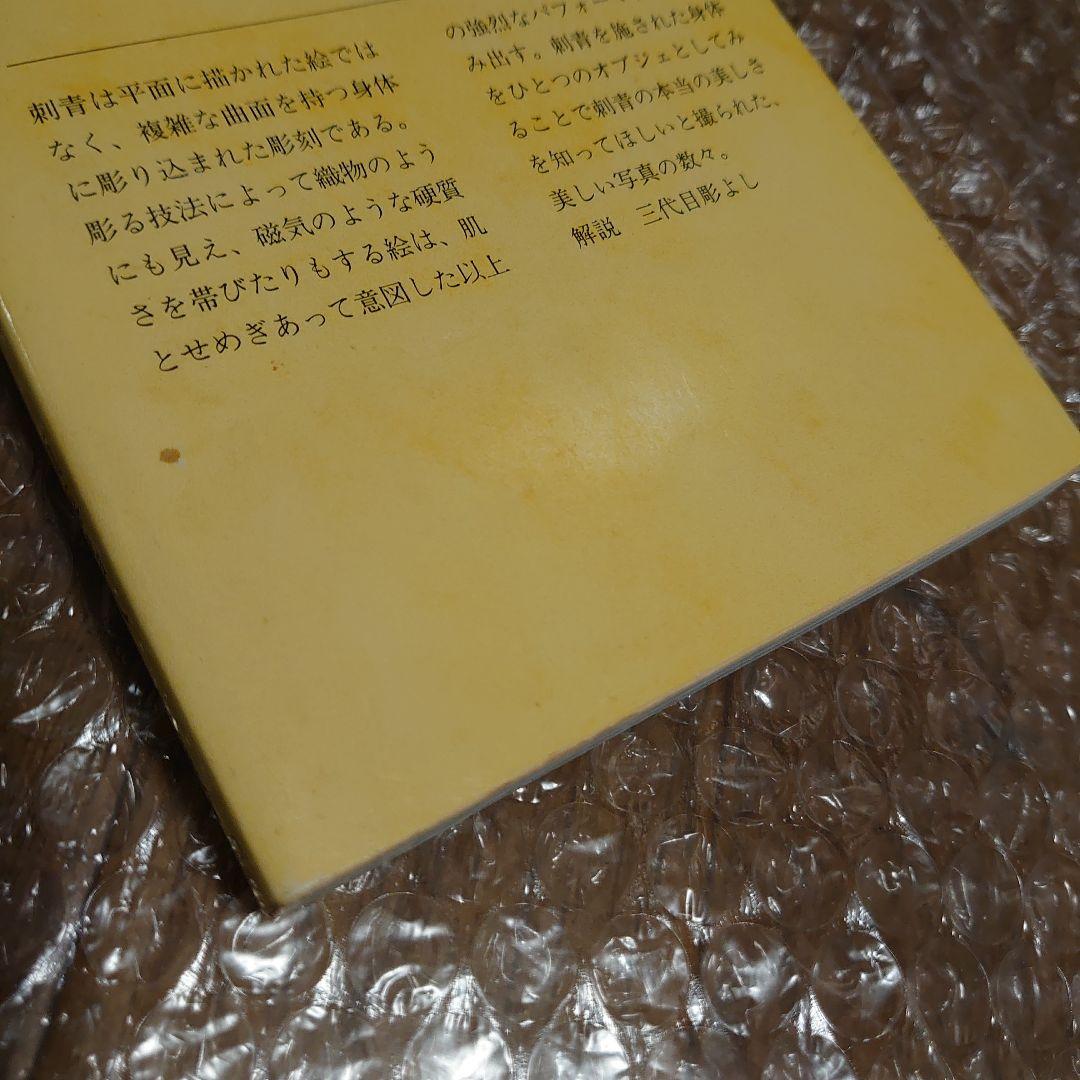 刺青は平面に描かれた絵では
なく、複雑な曲面を持つ身体
に彫り込まれた彫刻である。
彫る技法によって織物のよう
にも見え、磁気のような硬質
さを帯びたりもする絵は、肌
とせめぎあって意図した以上
の強烈なパフォー
み出す。刺青を施された身体
をひとつのオブジェとしてみ
ることで刺青の本当の美しさ
を知ってほしいと撮られた、
美しい写真の数々。
解説 三代目彫よし